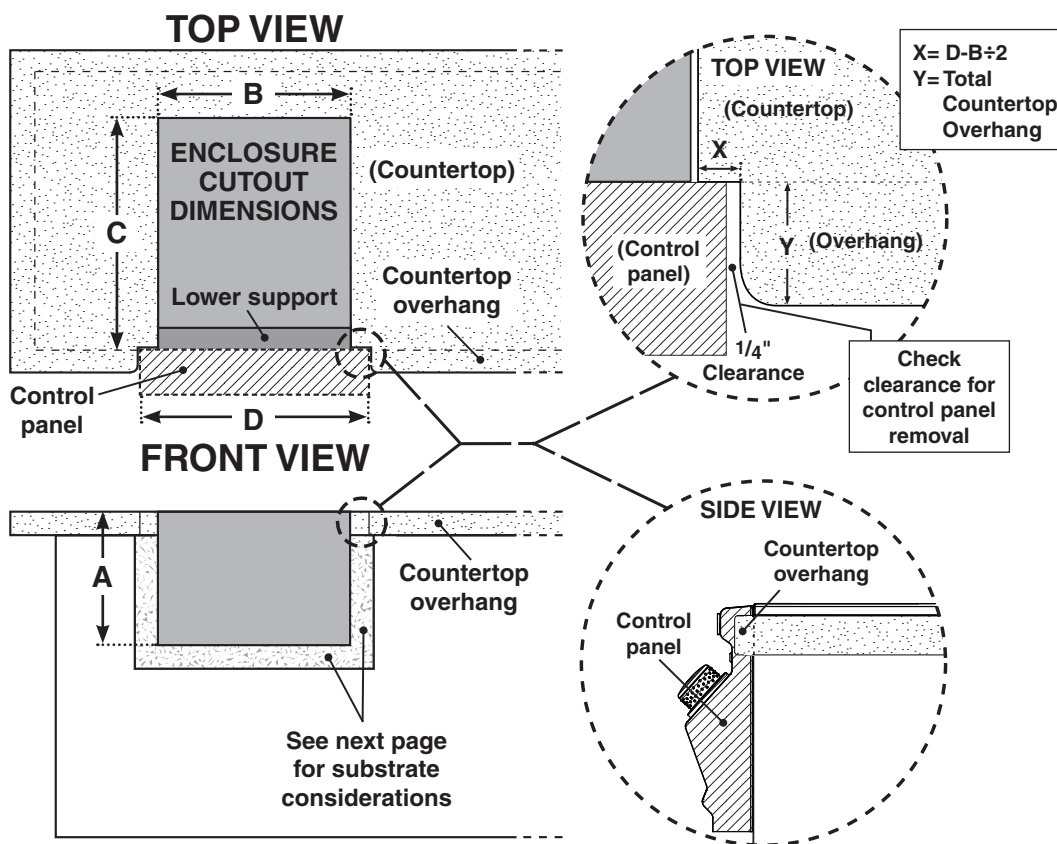 TOP VIEW
B
ENCLOSURE
CUTOUT
DIMENSIONS
(Countertop)
C
Lower support
Countertop
overhang
Control
panel
D
TOP VIEW
(Countertop)
X
(Control
panel)
Y
(Overhang)
1/4"
Clearance
X= D-B÷2
Y= Total
Countertop
Overhang
Check
clearance for
control panel
removal
FRONT VIEW
A
Countertop
overhang
See next page
for substrate
considerations
SIDE VIEW
Countertop
overhang
Control
panel